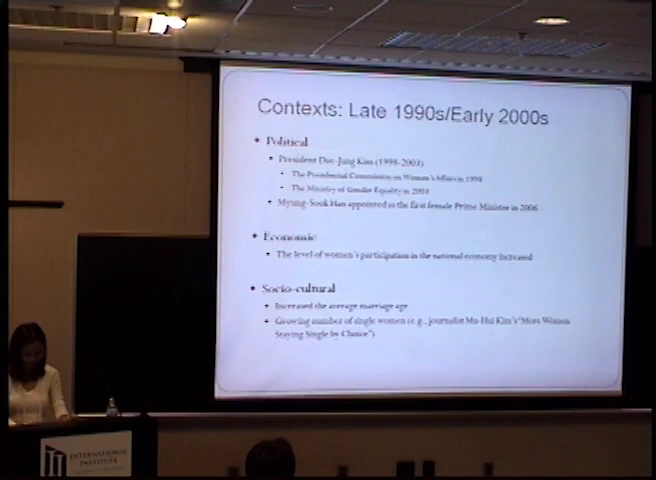 Contexts: Late 1990s/Early 2000s
• Political
• President Dae-Jung Kim (1998-2003)
• The Presidential Commission on Women's Affairs in 1998
• The Ministry of Gender Equality in 2001
• Myung-Sook Han appointed as the first female Prime Minister in 2006
• Economic
• The level of women's participation in the national economy increased
• Socio-cultural
• Increased the average marriage age
• Growing number of single women (e.g., journalist Mu-Hui Kim's "More Women
Staying Single by Choice")
INTERNATIONAL
INSTITUTE